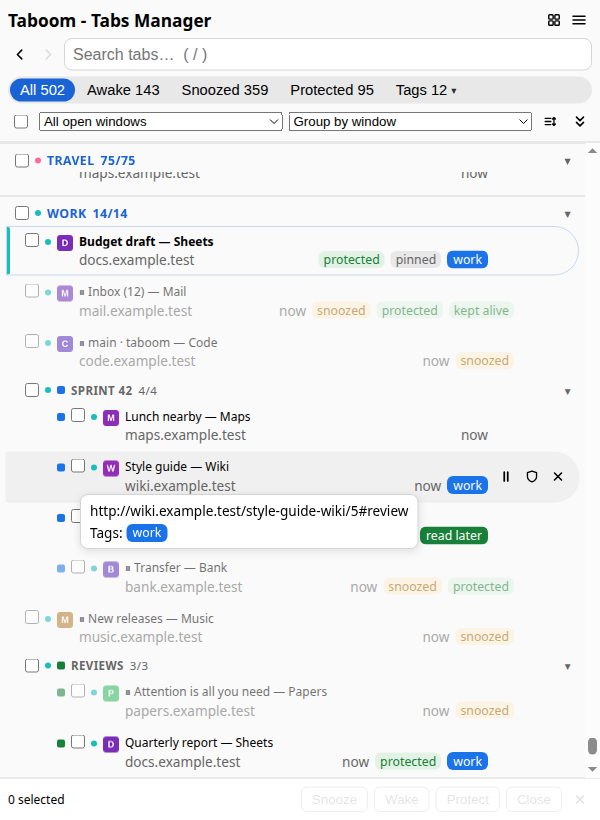 Taboom - Tabs Manager
Search tabs… ( / )
All 502 Awake 143 Snoozed 359 Protected 95 Tags 12 ▾
All open windows Group by window
TRAVEL 75/75
maps.example.test now
WORK 14/14
D Budget draft — Sheets
docs.example.test protected pinned work
M Inbox (12) — Mail
mail.example.test now snoozed protected kept alive
C main · taboom — Code
code.example.test now snoozed
SPRINT 42 4/4
M Lunch nearby — Maps
maps.example.test now
W Style guide — Wiki
wiki.example.test now work
http://wiki.example.test/style-guide-wiki/5#review
Tags: work
read later
B Transfer — Bank
bank.example.test now snoozed protected
M New releases — Music
music.example.test now snoozed
REVIEWS 3/3
P Attention is all you need — Papers
papers.example.test now snoozed
D Quarterly report — Sheets
docs.example.test now protected work
0 selected Snooze Wake Protect Close